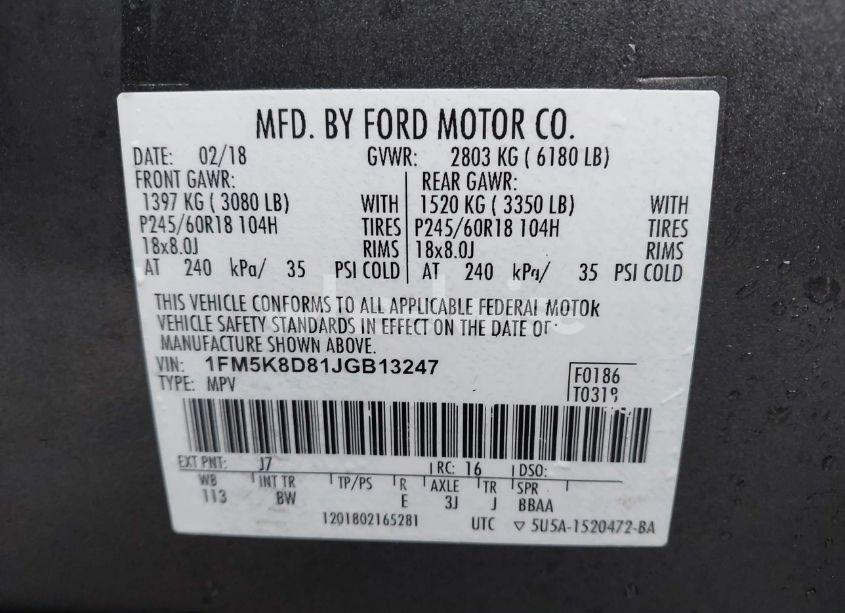 MFD. BY FORD MOTOR CO.
DATE: 02/18 GVWR: 2803 KG ( 6180 LB)
FRONT GAWR: REAR GAWR:
1397 KG ( 3080 LB) WITH 1520 KG ( 3350 LB) WITH
P245/60R18 104H TIRES P245/60R18 104H TIRES
18x8.0J RIMS 18x8.0J RIMS
AT 240 kPa/ 35 PSI COLD AT 240 kPa/ 35 PSI COLD
THIS VEHICLE CONFORMS TO ALL APPLICABLE FEDERAL MOTOR
VEHICLE SAFETY STANDARDS IN EFFECT ON THE DATE OF
MANUFACTURE SHOWN ABOVE.
VIN: 1FM5K8D81JGB13247
TYPE: MPV
F0186
EXT PNT: J7 RC: 16 DSO:
WB INT TR TP/PS R AXLE TR SPR
113 BW E 3J J BBAA
1201802165281 UTC ▽ 5U5A-1520472-BA